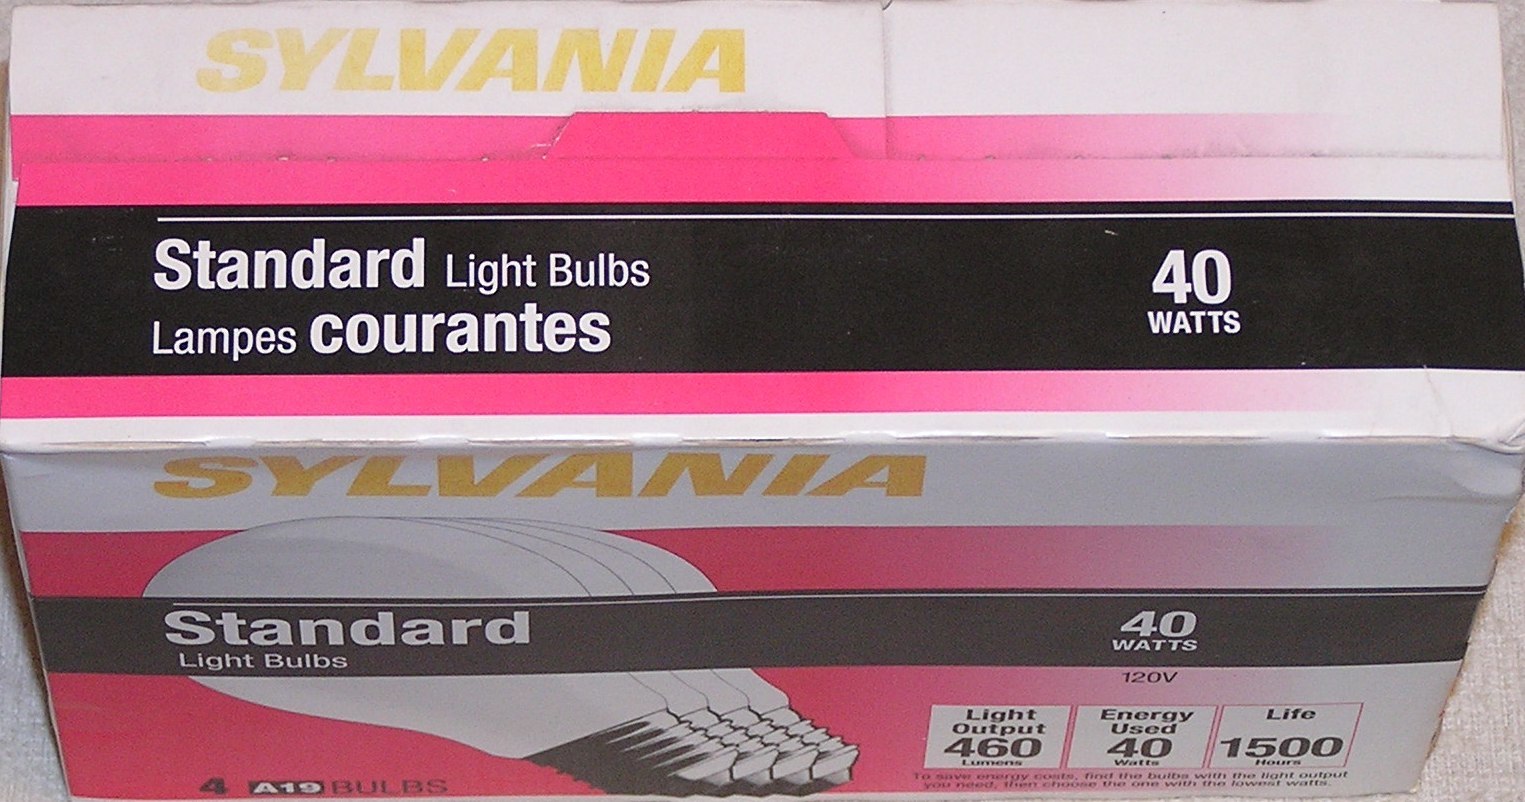 SYLVANIA
Standard Light Bulbs
Lampes courantes
40
WATTS
SYLVANIA
Standard
Light Bulbs
40
WATTS
120V
Light
Output
460
Lumens
Energy
Used
40
Watts
Life
1500
Hours
To save energy costs, find the bulbs with the light output
you need, then choose the one with the lowest watts.
4 A19 BULBS